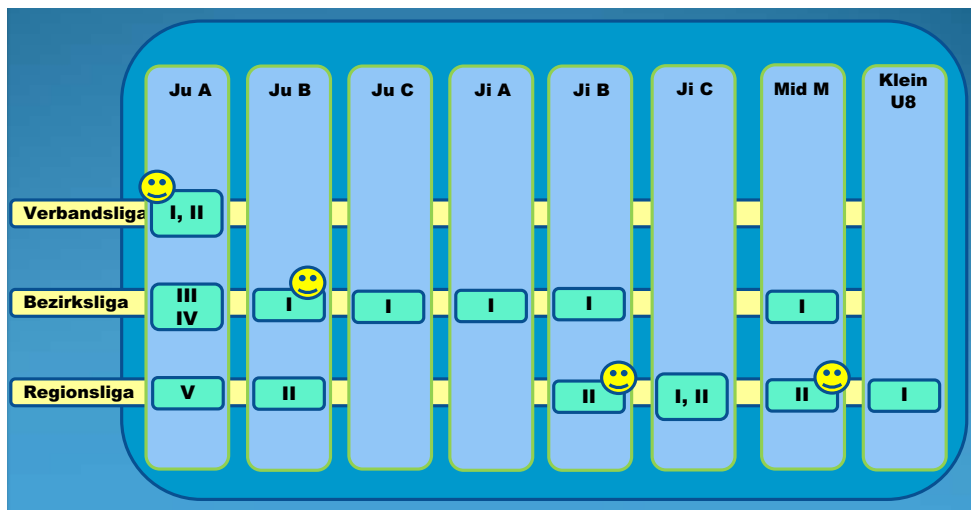 Ju A
Ju B
Ju C
Ji A
Ji B
Ji C
Mid M
Klein
U8
Verbandsliga
I, II
Bezirksliga
III
IV
I
I
I
I
I
Regionsliga
V
II
II
I, II
II
I